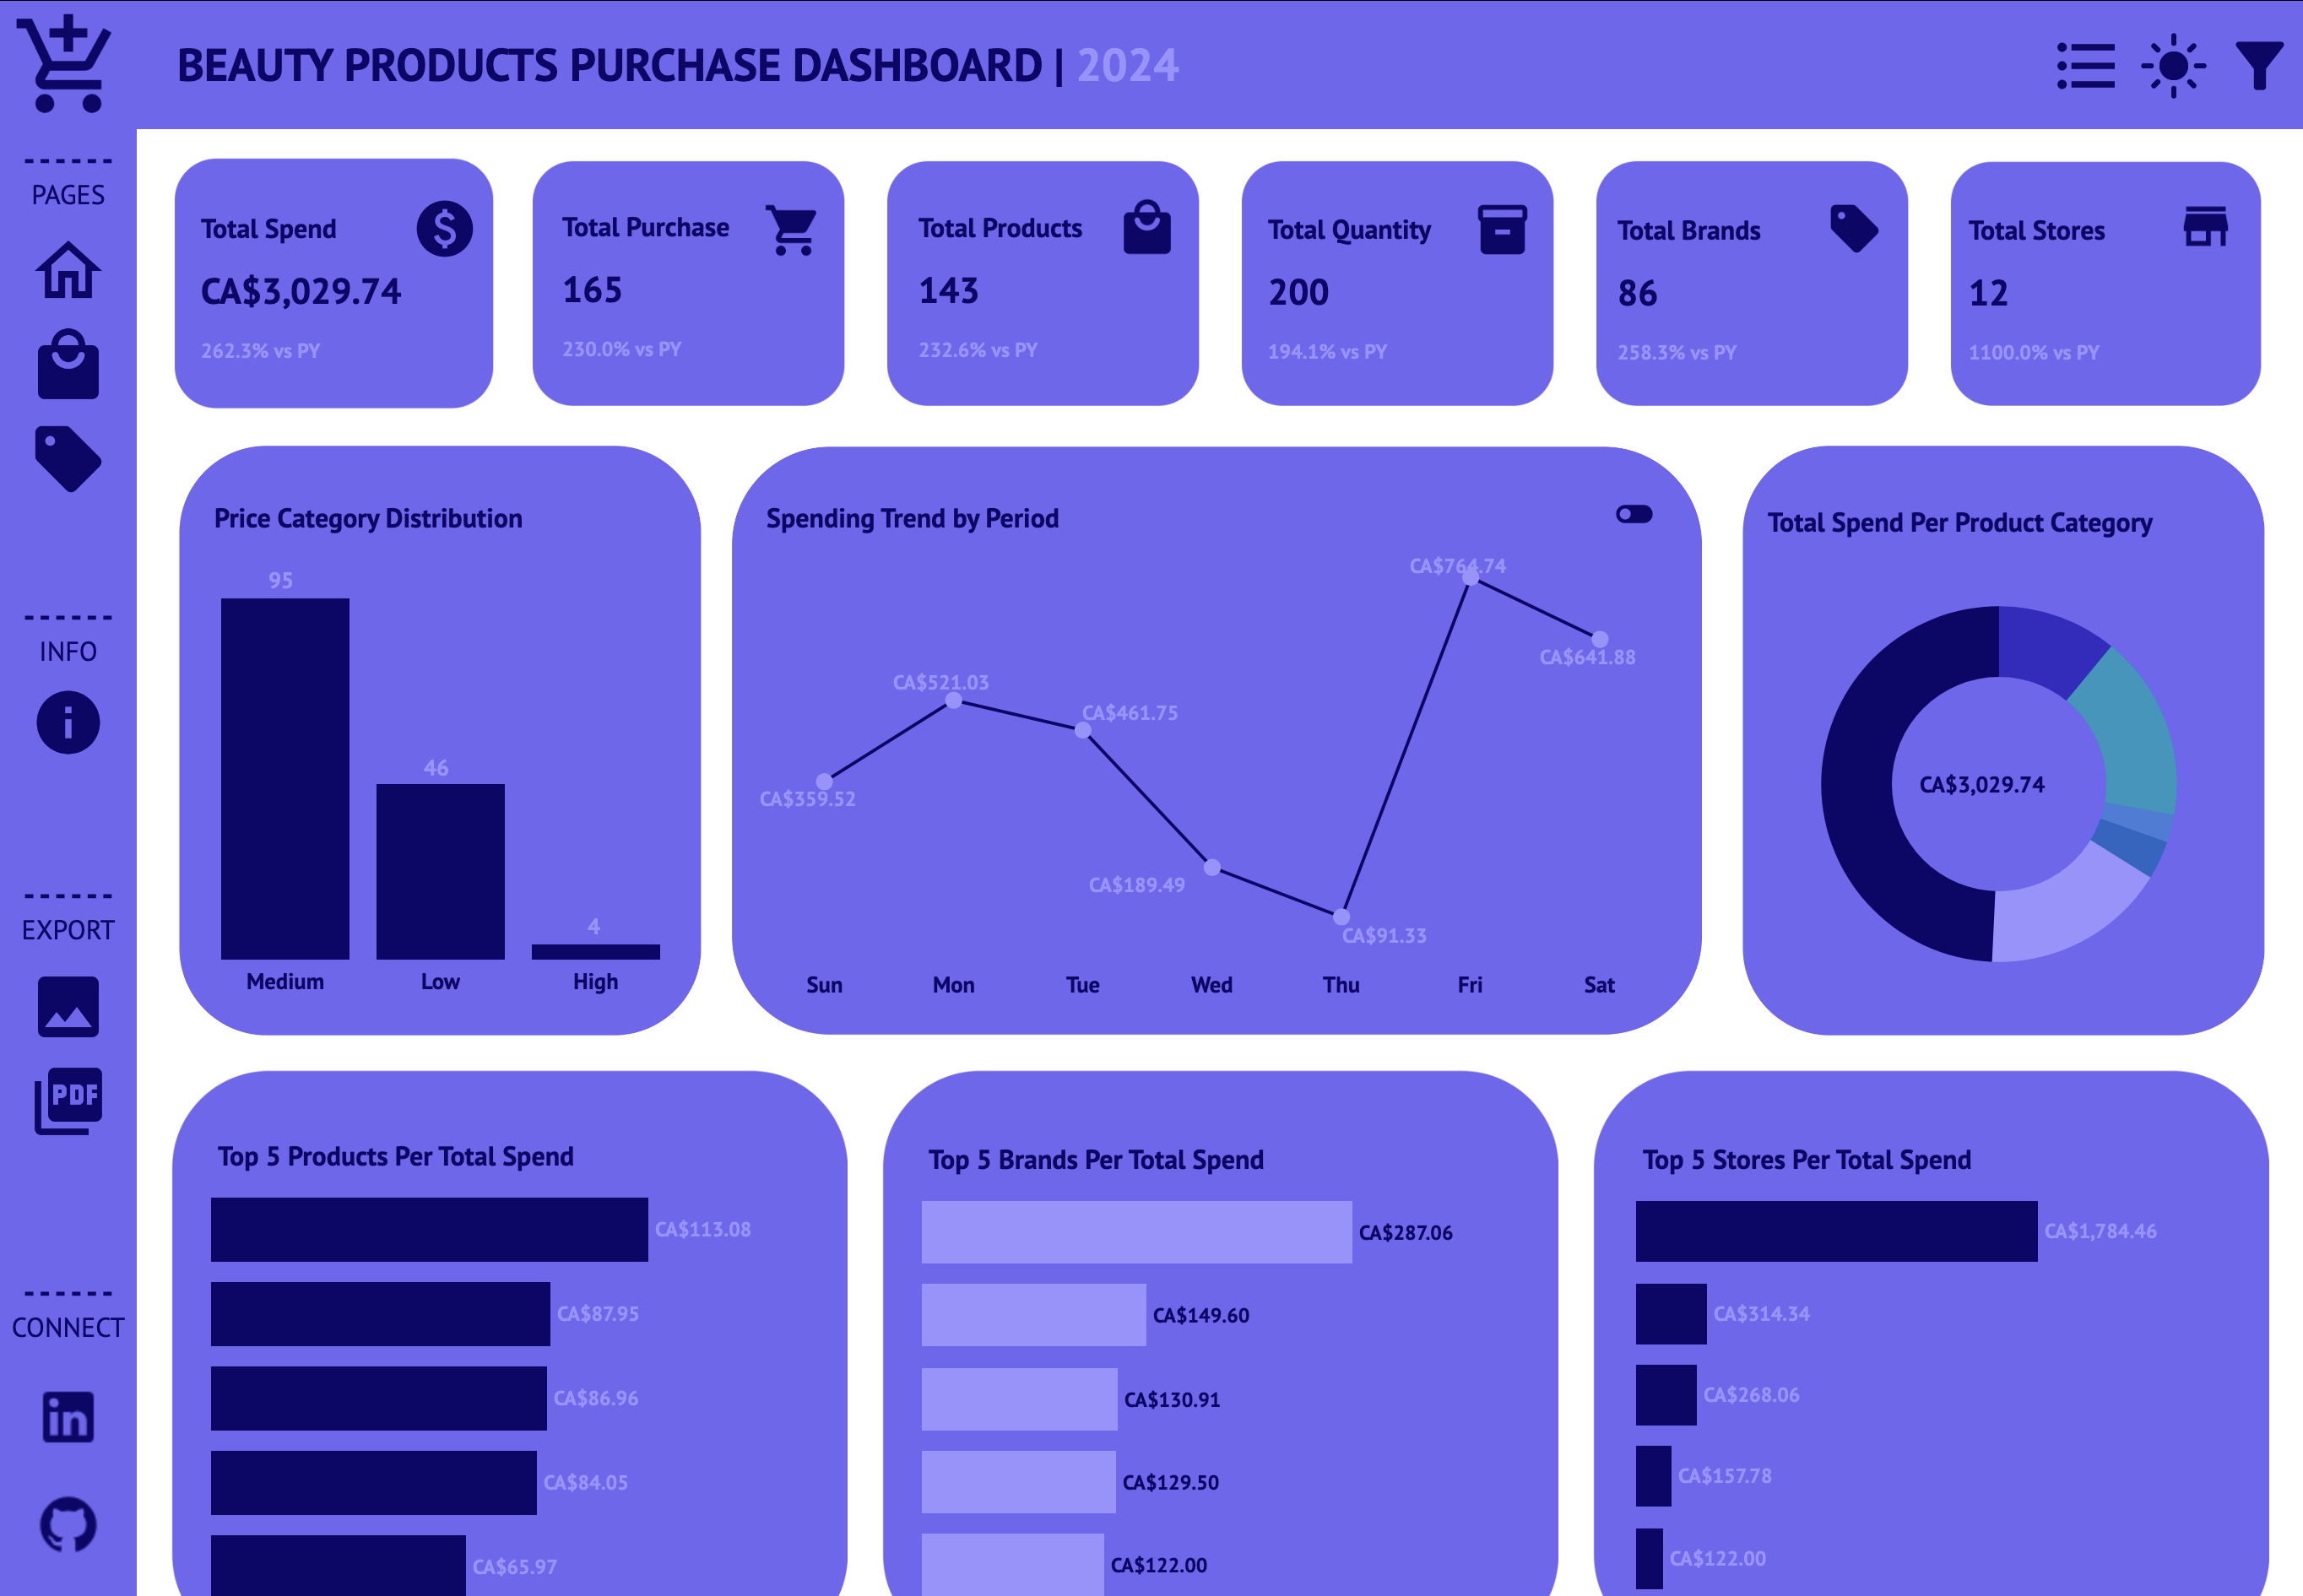 BEAUTY PRODUCTS PURCHASE DASHBOARD | 2024
PAGES
INFO
EXPORT
PDF
CONNECT
in
Total Spend
CA$3,029.74
262.3% vs PY
Total Purchase
165
230.0% vs PY
Total Products
143
232.6% vs PY
Total Quantity
200
194.1% vs PY
Total Brands
86
258.3% vs PY
Total Stores
12
1100.0% vs PY
Price Category Distribution
95
46
4
Medium Low High
Spending Trend by Period
CA$764.74
CA$641.88
CA$521.03
CA$461.75
CA$359.52
CA$189.49
CA$91.33
Sun Mon Tue Wed Thu Fri Sat
Total Spend Per Product Category
CA$3,029.74
Top 5 Products Per Total Spend
CA$113.08
CA$87.95
CA$86.96
CA$84.05
CA$65.97
Top 5 Brands Per Total Spend
CA$287.06
CA$149.60
CA$130.91
CA$129.50
CA$122.00
Top 5 Stores Per Total Spend
CA$1,784.46
CA$314.34
CA$268.06
CA$157.78
CA$122.00